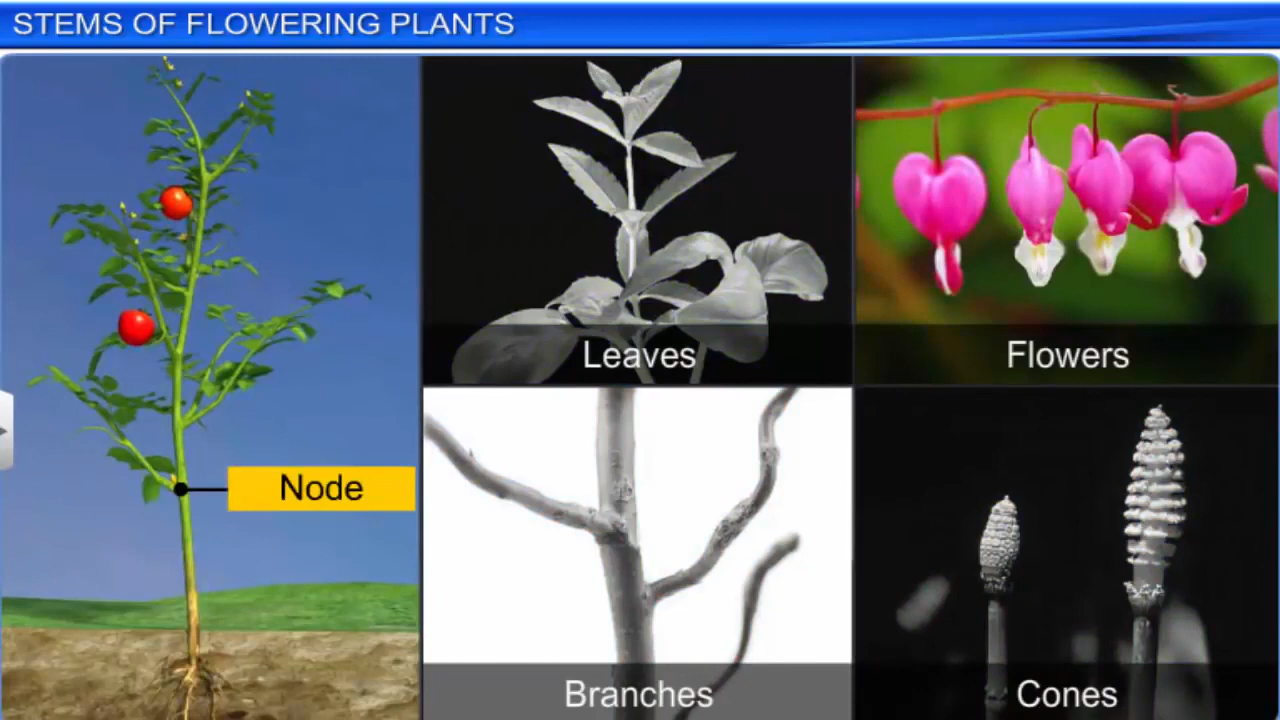 STEMS OF FLOWERING PLANTS
Leaves
Flowers
Node
Branches
Cones